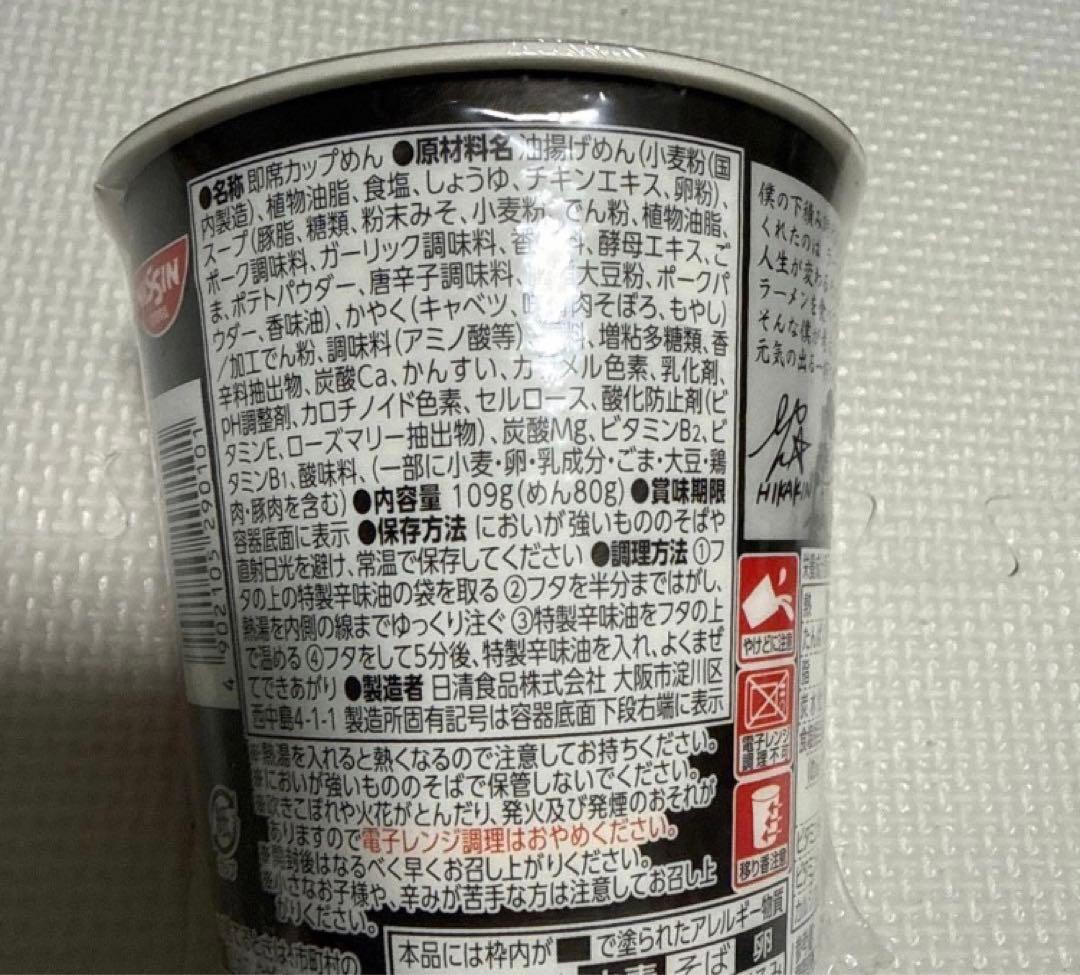 ●名称 即席カップめん ●原材料名 油揚げめん(小麦粉(国
内製造)、植物油脂、食塩、しょうゆ、チキンエキス、卵粉)、
スープ(豚脂、糖類、粉末みそ、小麦粉、でん粉、植物油脂、
ポーク調味料、ガーリック調味料、香 料、酵母エキス、ご
ま、ポテトパウダー、唐辛子調味料、 大豆粉、ポークパ
ウダー、香味油)、かやく(キャベツ、 肉そぼろ、もやし)
/加工でん粉、調味料(アミノ酸等)、 料、増粘多糖類、香
辛料抽出物、炭酸Ca、かんすい、カラメル色素、乳化剤、
pH調整剤、カロチノイド色素、セルロース、酸化防止剤(ビ
タミンE、ローズマリー抽出物)、炭酸Mg、ビタミンB2、ビ
タミンB1、酸味料、(一部に小麦・卵・乳成分・ごま・大豆・鶏
肉・豚肉を含む) ●内容量 109g(めん80g) ●賞味期限
容器底面に表示 ●保存方法 においが強いもののそばや
直射日光を避け、常温で保存してください ●調理方法 ①フ
タの上の特製辛味油の袋を取る ②フタを半分まではがし、
熱湯を内側の線までゆっくり注ぐ ③特製辛味油をフタの上
で温める ④フタをして5分後、特製辛味油を入れ、よくまぜ
てできあがり ●製造者 日清食品株式会社 大阪市淀川区
西中島4-1-1 製造所固有記号は容器底面下段右端に表示
※熱湯を入れると熱くなるので注意してお持ちください。
※においが強いもののそばで保管しないでください。
※吹きこぼれや火花がとんだり、発火及び発煙のおそれが
ありますので電子レンジ調理はおやめください。
※開封後はなるべく早くお召し上がりください。
※小さなお子様や、辛みが苦手な方は注意してお召し上
がりください。
本品には枠内が■で塗られたアレルギー物質
そば
卵
NISSIN
4 902105 290101
僕の下積み
くれたのは
人生が変わる
ラーメンを食
そんな僕が
元気の出る一
HIKAKIN
やけどに注意
電子レンジ
調理不可
移り香注意
熱
たんぱ
脂
炭水
食塩
ビタミン
ビタミン
市町村の